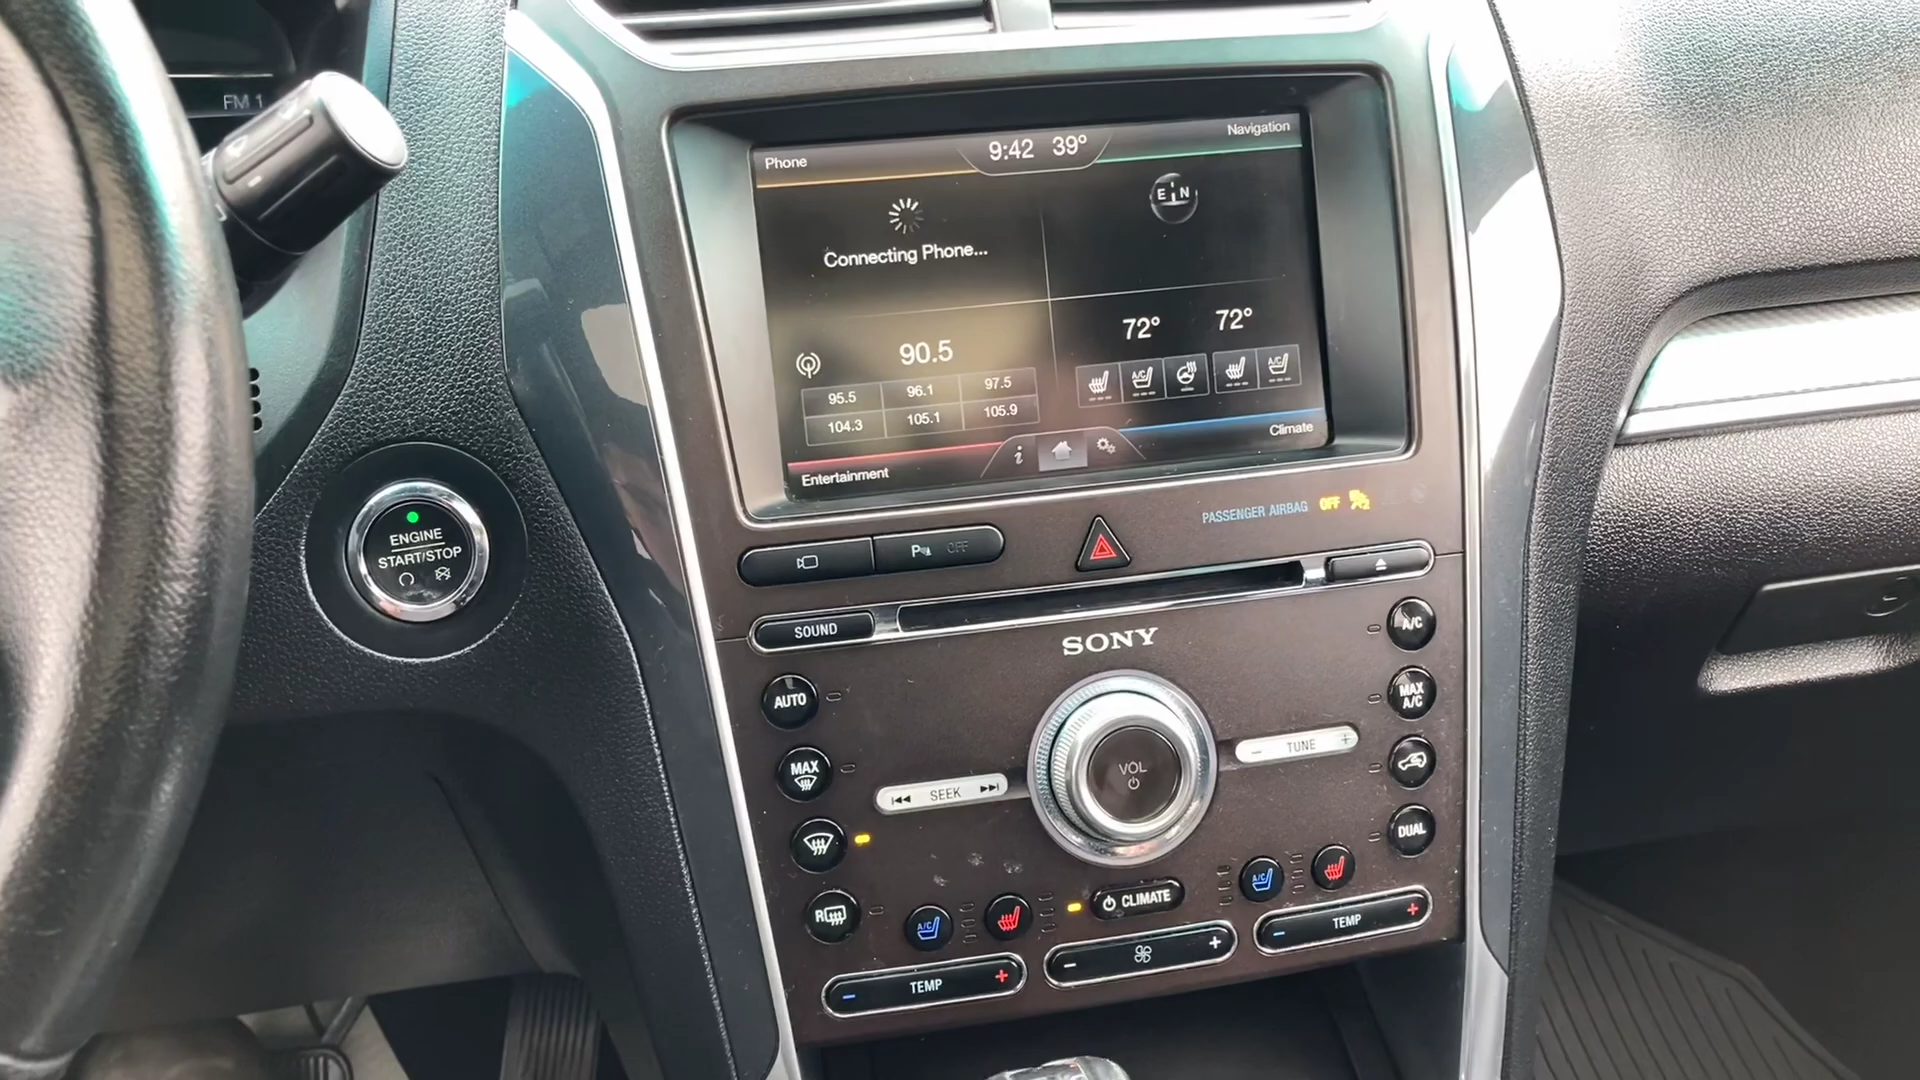 FM 1
Phone
9:42 39°
Navigation
E N
Connecting Phone...
72° 72°
90.5
A/C
A/C
95.5 96.1 97.5
104.3 105.1 105.9
Climate
i
Entertainment
PASSENGER AIRBAG OFF
ENGINE
START/STOP
P OFF
SOUND
SONY
A/C
AUTO
MAX
A/C
MAX
TUNE
SEEK
VOL
DUAL
R
A/C
CLIMATE
A/C
TEMP
TEMP